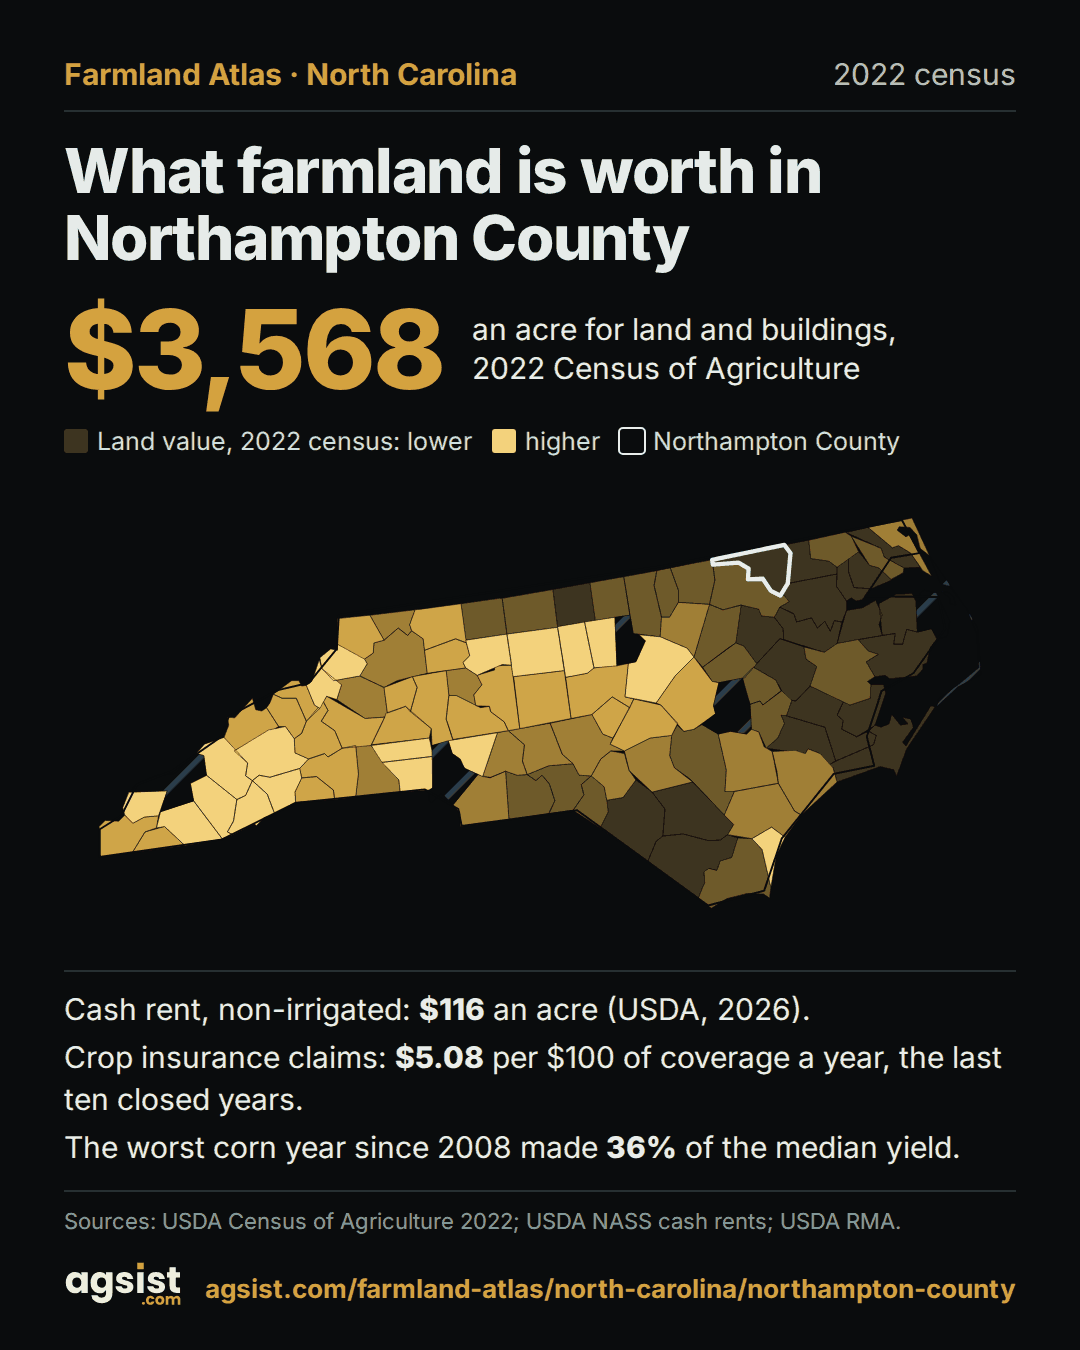 Farmland Atlas · North Carolina
2022 census
What farmland is worth in
Northampton County
$3,568
an acre for land and buildings,
2022 Census of Agriculture
Land value, 2022 census: lower
higher
Northampton County
Cash rent, non-irrigated: $116 an acre (USDA, 2026).
Crop insurance claims: $5.08 per $100 of coverage a year, the last
ten closed years.
The worst corn year since 2008 made 36% of the median yield.
Sources: USDA Census of Agriculture 2022; USDA NASS cash rents; USDA RMA.
agsist
.com
agsist.com/farmland-atlas/north-carolina/northampton-county